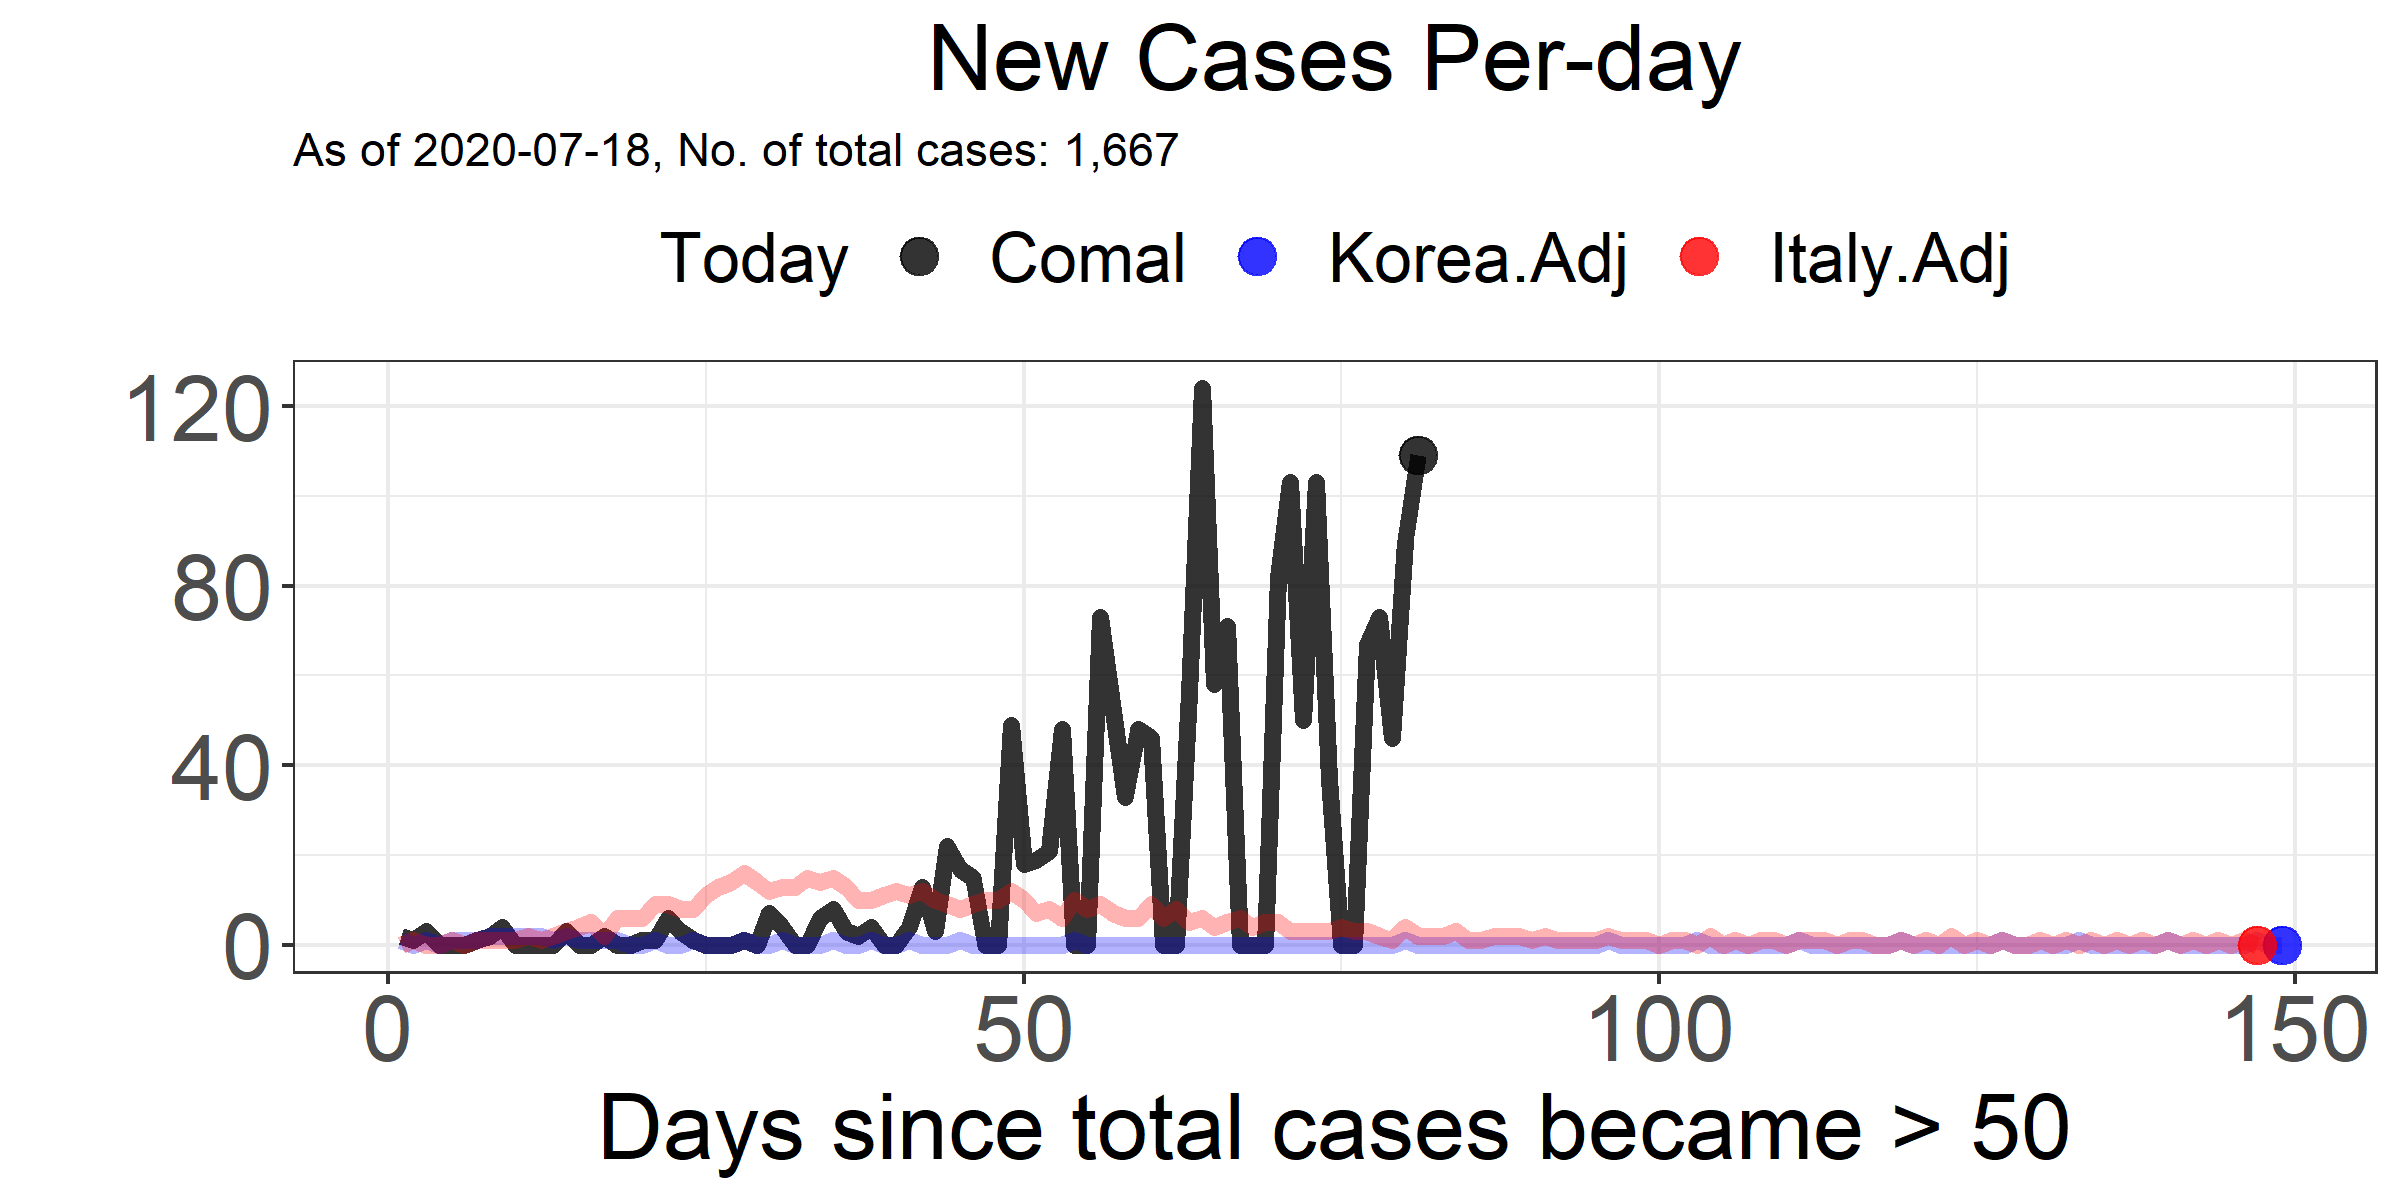 New Cases Per-day
As of 2020-07-18, No. of total cases: 1,667
Today Comal Korea.Adj Italy.Adj
120
80
40
0
0 50 100 150
Days since total cases became > 50